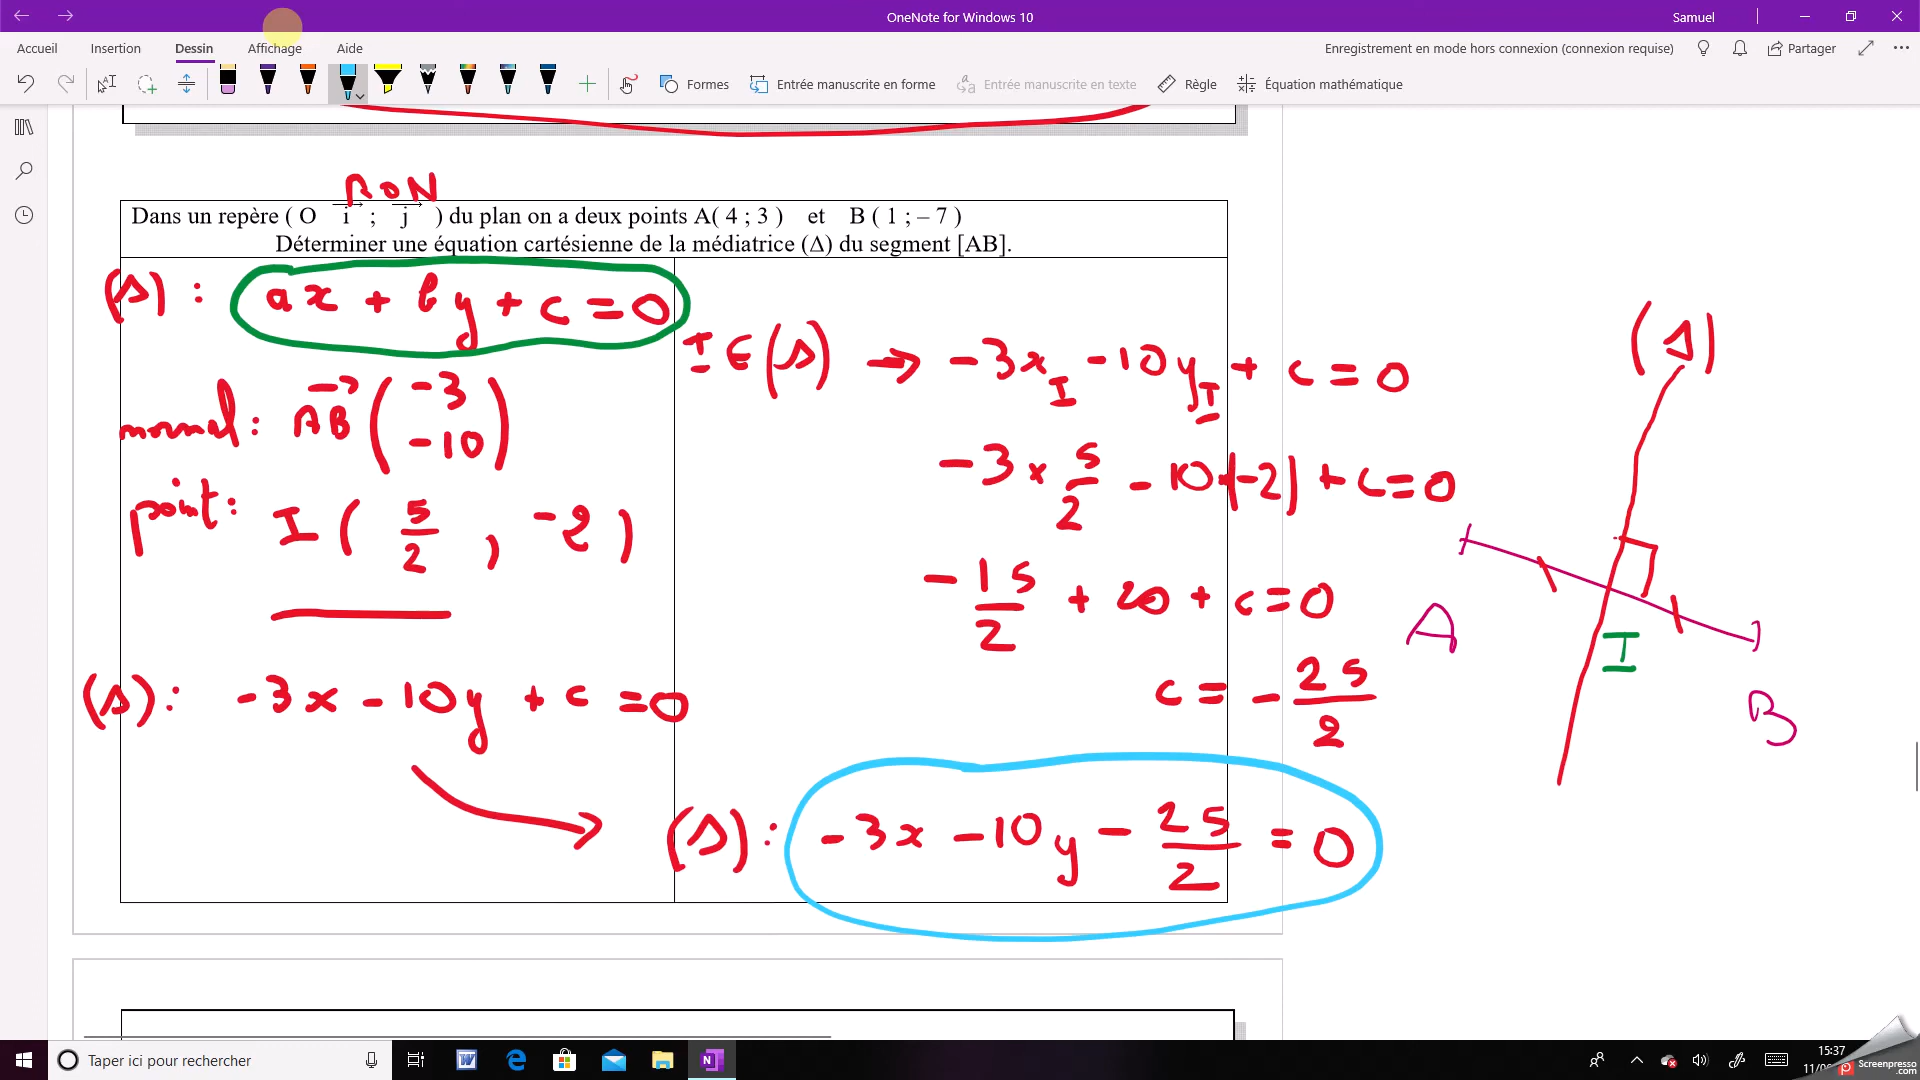 OneNote for Windows 10
Samuel
Accueil Insertion Dessin Affichage Aide
Enregistrement en mode hors connexion (connexion requise) Partager
Formes Entrée manuscrite en forme Entrée manuscrite en texte Règle Équation mathématique
RON
Dans un repère ( O i ; j ) du plan on a deux points A( 4 ; 3 ) et B ( 1 ; – 7 )
Déterminer une équation cartésienne de la médiatrice (Δ) du segment [AB].
(Δ) : ax + by + c = 0
normal : AB (-3 -10)
point : I ( 5/2 , -2 )
(Δ) : -3x - 10y + c = 0
I ∈ (Δ) → -3x_I - 10y_I + c = 0
-3 × 5/2 - 10 × (-2) + c = 0
-15/2 + 20 + c = 0
c = - 25/2
(Δ) : -3x - 10y - 25/2 = 0
(Δ)
A
I
B
Taper ici pour rechercher
15:37
Screenpresso
.com